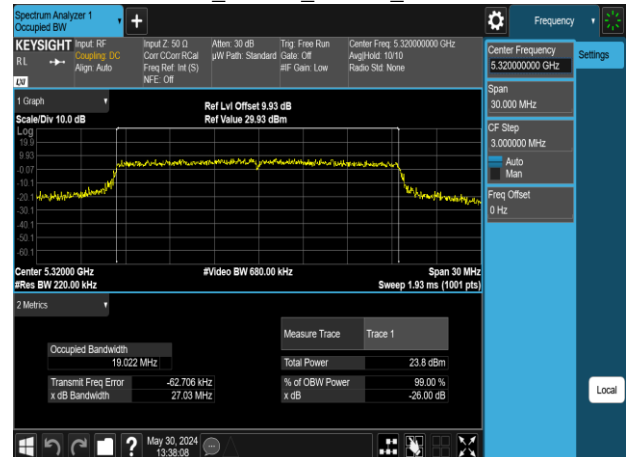 Spectrum Analyzer 1
Occupied BW
Frequency
KEYSIGHT
RL
LXI
Input: RF
Coupling: DC
Align: Auto
Input Z: 50 Ω
Corr CCorr RCal
Freq Ref: Int (S)
NFE: Off
Atten: 30 dB
µW Path: Standard
Trig: Free Run
Gate: Off
#IF Gain: Low
Center Freq: 5.320000000 GHz
Avg|Hold: 10/10
Radio Std: None
Center Frequency
5.320000000 GHz
Settings
Span
30.000 MHz
CF Step
3.000000 MHz
Auto
Man
Freq Offset
0 Hz
Local
1 Graph
Scale/Div 10.0 dB
Ref Lvl Offset 9.93 dB
Ref Value 29.93 dBm
Log
19.9
9.93
-0.07
-10.1
-20.1
-30.1
-40.1
-50.1
-60.1
Center 5.32000 GHz
#Res BW 220.00 kHz
#Video BW 680.00 kHz
Span 30 MHz
Sweep 1.93 ms (1001 pts)
2 Metrics
Measure Trace
Trace 1
Occupied Bandwidth
19.022 MHz
Total Power
23.8 dBm
Transmit Freq Error
-62.706 kHz
% of OBW Power
99.00 %
x dB Bandwidth
27.03 MHz
x dB
-26.00 dB
May 30, 2024
13:38:08